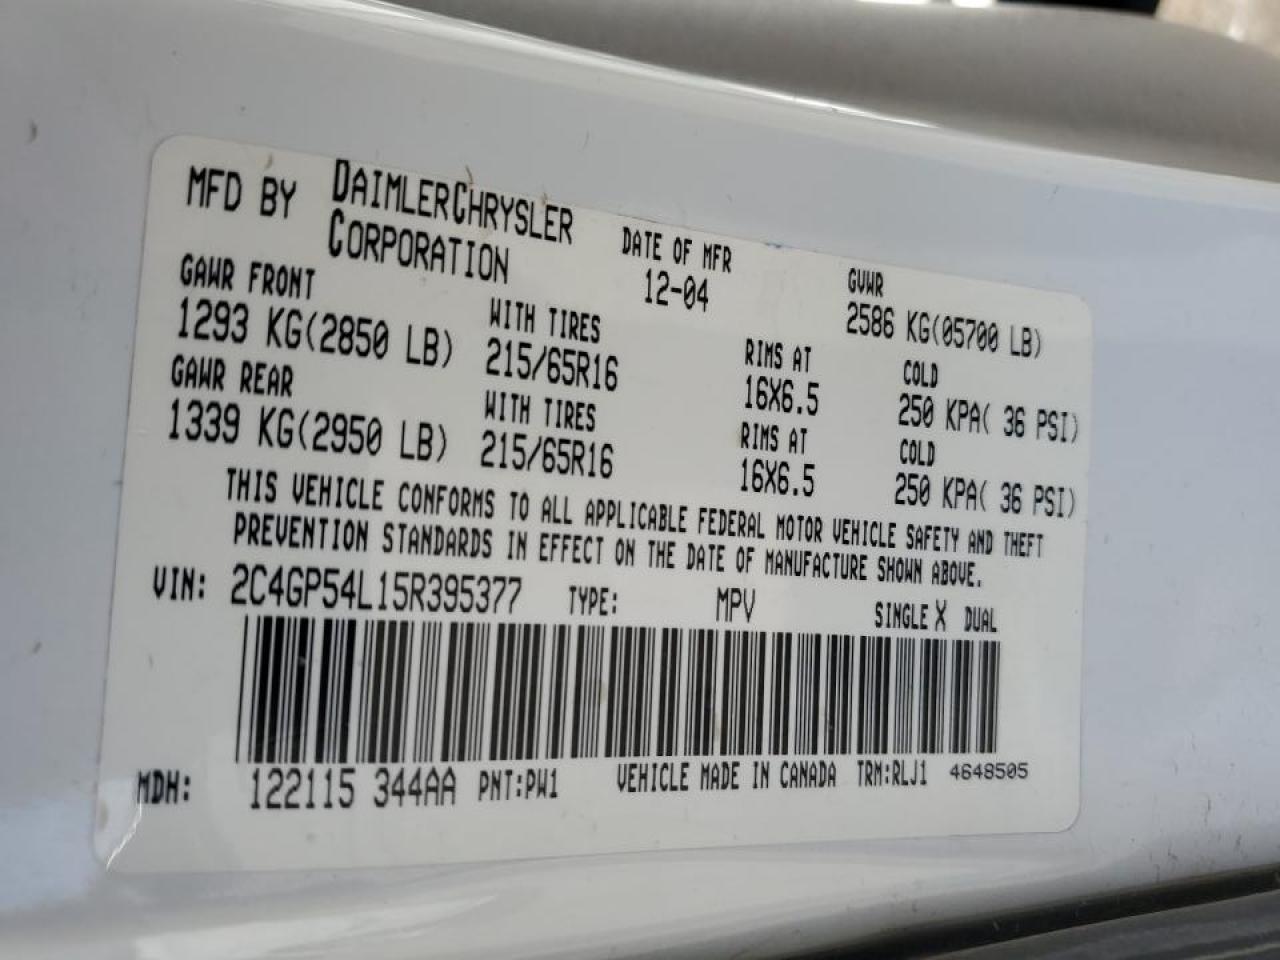 MFD BY DAIMLERCHRYSLER CORPORATION
DATE OF MFR 12-04
GVWR 2586 KG(05700 LB)
GAWR FRONT WITH TIRES RIMS AT COLD
1293 KG(2850 LB) 215/65R16 16X6.5 250 KPA( 36 PSI)
GAWR REAR WITH TIRES RIMS AT COLD
1339 KG(2950 LB) 215/65R16 16X6.5 250 KPA( 36 PSI)
THIS VEHICLE CONFORMS TO ALL APPLICABLE FEDERAL MOTOR VEHICLE SAFETY AND THEFT
PREVENTION STANDARDS IN EFFECT ON THE DATE OF MANUFACTURE SHOWN ABOVE.
VIN: 2C4GP54L15R395377 TYPE: MPV SINGLE X DUAL
MDH: 122115 344AA PNT:PW1 VEHICLE MADE IN CANADA TRM:RLJ1 4648505